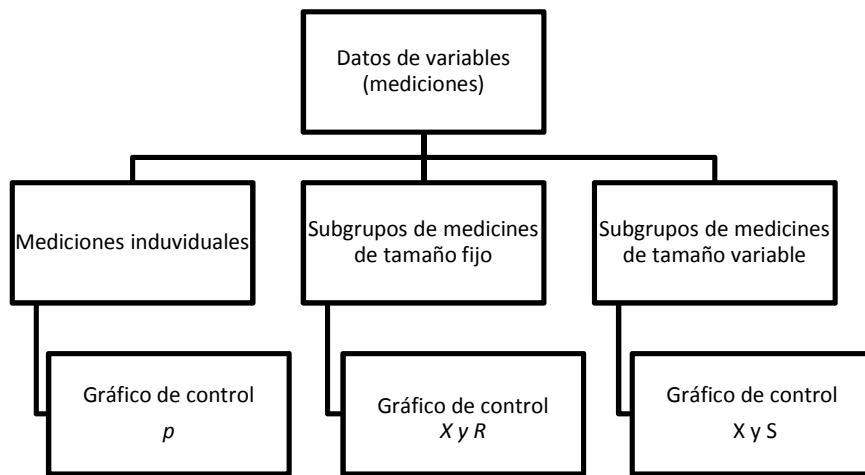 Datos de variables
(mediciones)
Mediciones induviduales
Subgrupos de medicines
de tamaño fijo
Subgrupos de medicines
de tamaño variable
Gráfico de control
p
Gráfico de control
X y R
Gráfico de control
X y S